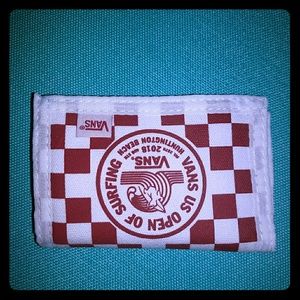 VANS
VANS US OPEN OF SURFING
VANS
2018
HUNTINGTON BEACH